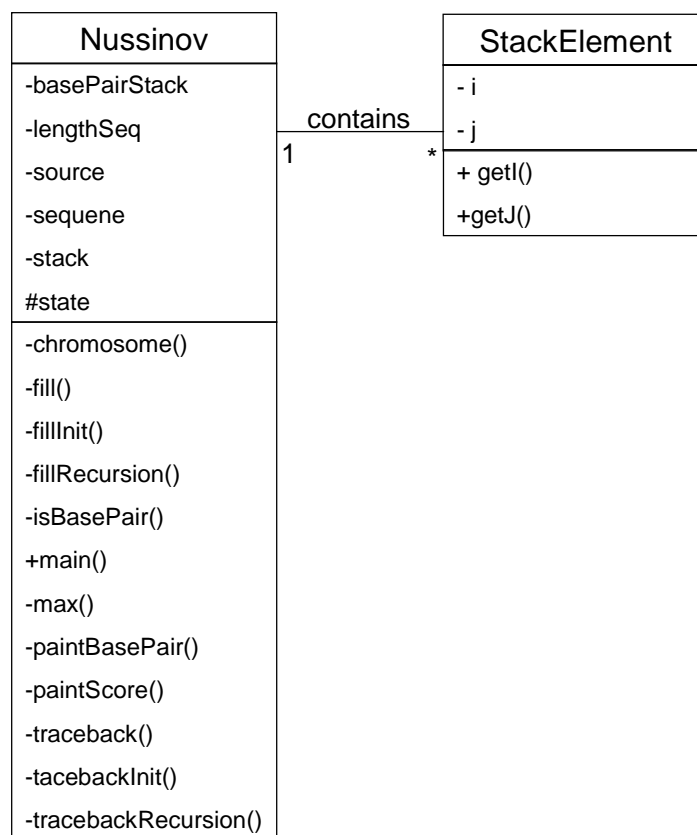 Nussinov
-basePairStack
-lengthSeq
-source
-sequene
-stack
#state
-chromosome()
-fill()
-fillInit()
-fillRecursion()
-isBasePair()
+main()
-max()
-paintBasePair()
-paintScore()
-traceback()
-tacebackInit()
-tracebackRecursion()
contains
1
*
StackElement
- i
- j
+ getI()
+getJ()